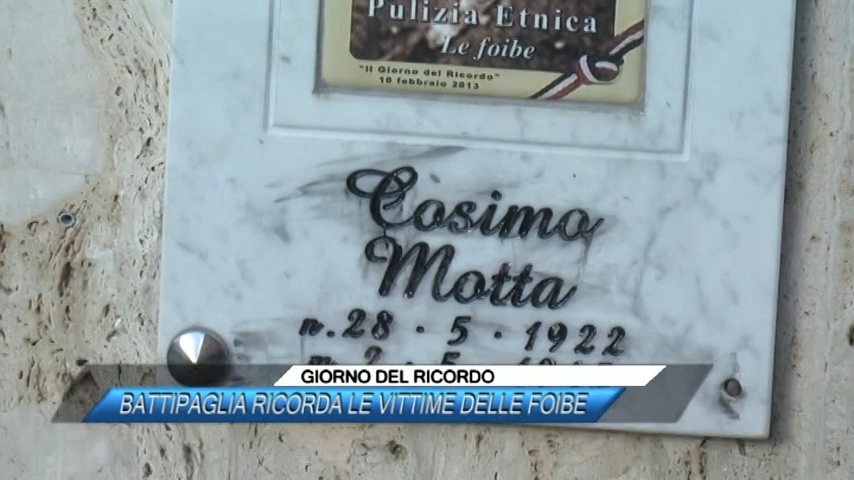 Pulizia Etnica
Le foibe
"Il Giorno del Ricordo"
10 febbraio 2013
Cosimo
Motta
n. 28 · 5 · 1922
GIORNO DEL RICORDO
BATTIPAGLIA RICORDA LE VITTIME DELLE FOIBE